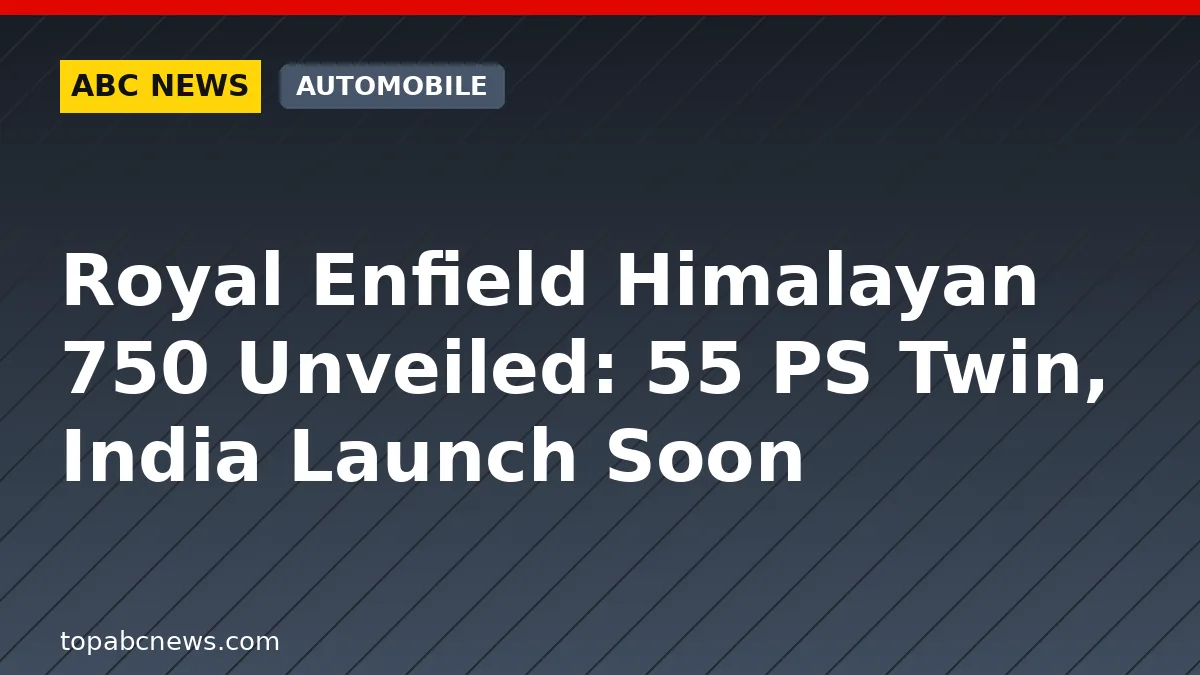 ABC NEWS
AUTOMOBILE
Royal Enfield Himalayan
750 Unveiled: 55 PS Twin,
India Launch Soon
topabcnews.com